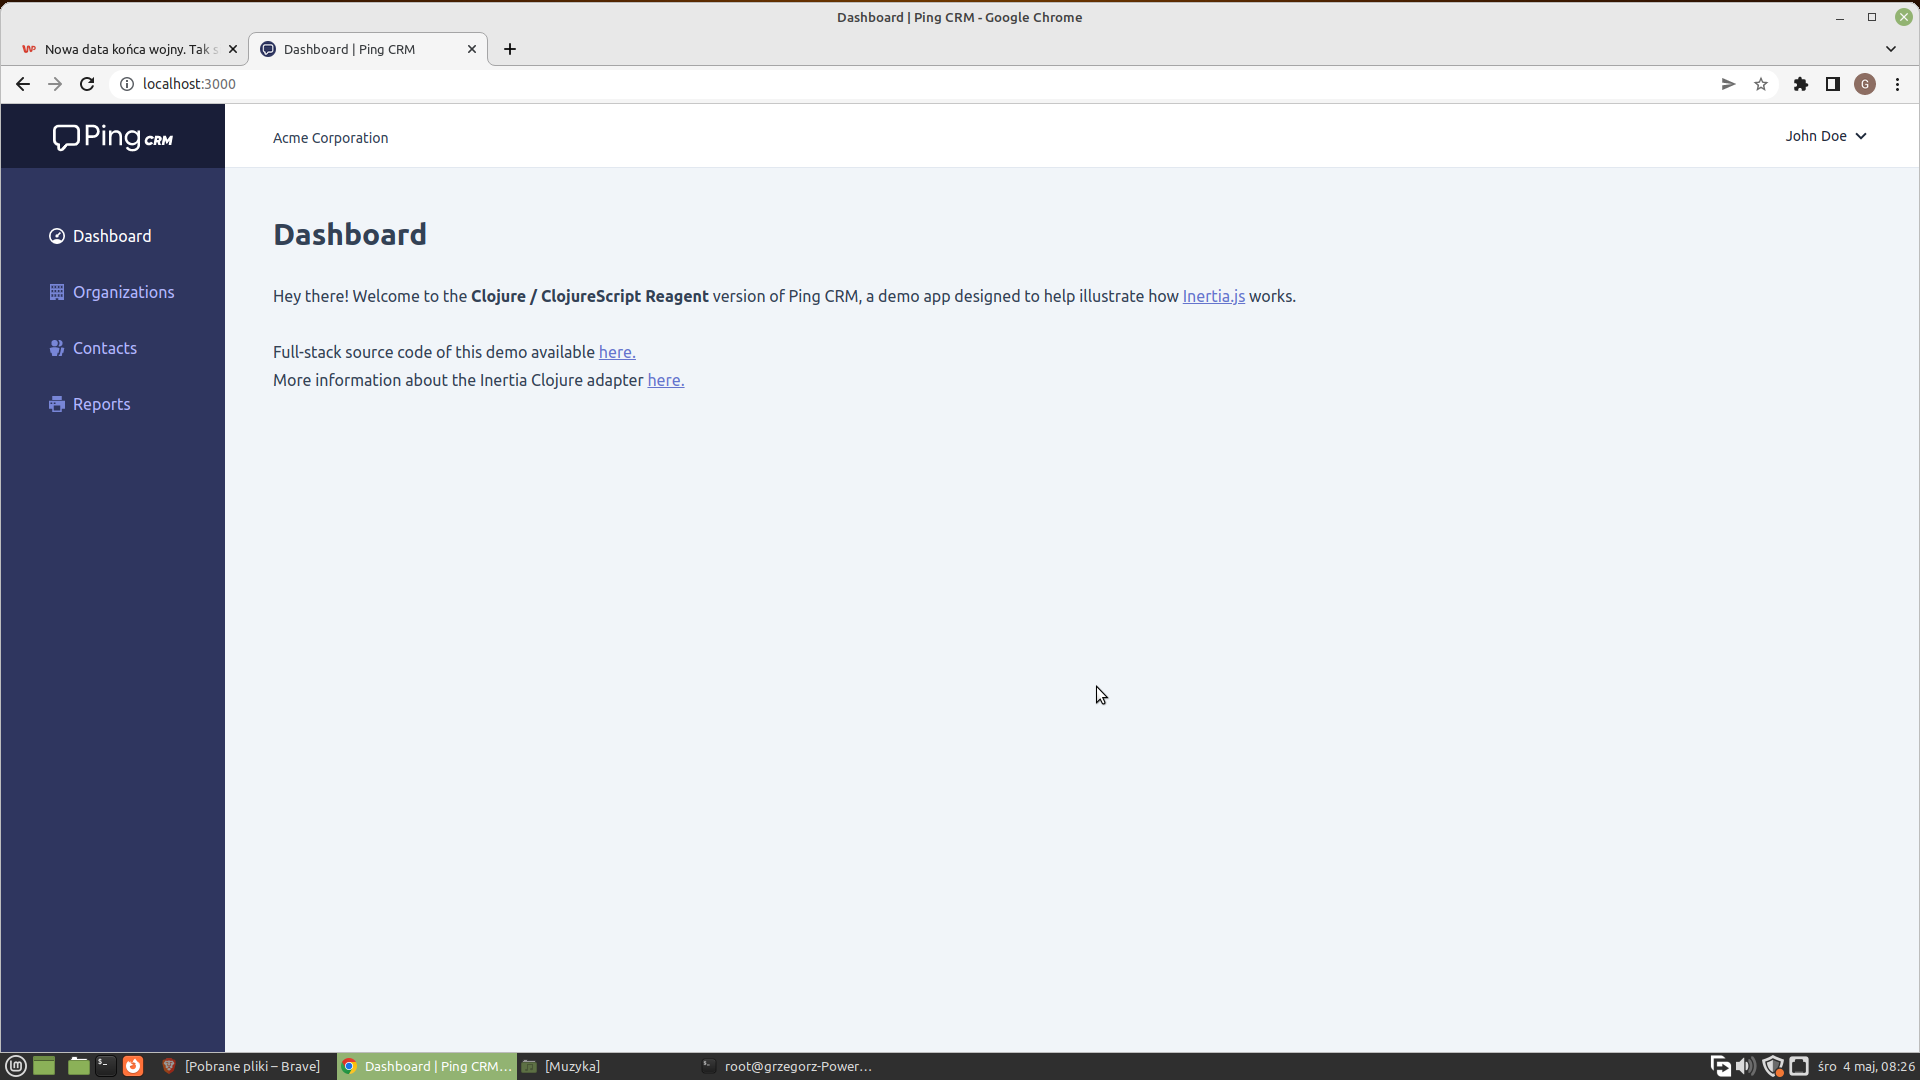 Dashboard | Ping CRM - Google Chrome
Nowa data końca wojny. Tak
Dashboard | Ping CRM
localhost:3000
G
Ping CRM
Acme Corporation
John Doe
Dashboard
Organizations
Contacts
Reports
Dashboard
Hey there! Welcome to the Clojure / ClojureScript Reagent version of Ping CRM, a demo app designed to help illustrate how Inertia.js works.
Full-stack source code of this demo available here.
More information about the Inertia Clojure adapter here.
[Pobrane pliki – Brave]
Dashboard | Ping CRM...
[Muzyka]
root@grzegorz-Power...
śro 4 maj, 08:26